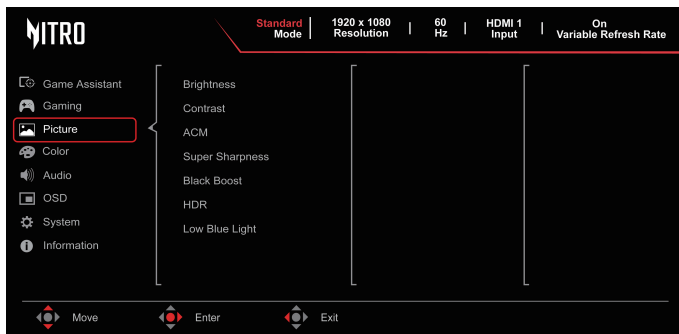 NITRO
Standard
Mode
1920 x 1080
Resolution
|
60
Hz
|
HDMI 1
Input
|
On
Variable Refresh Rate
Game Assistant
Gaming
Picture
Color
Audio
OSD
System
Information
Brightness
Contrast
ACM
Super Sharpness
Black Boost
HDR
Low Blue Light
Move
Enter
Exit